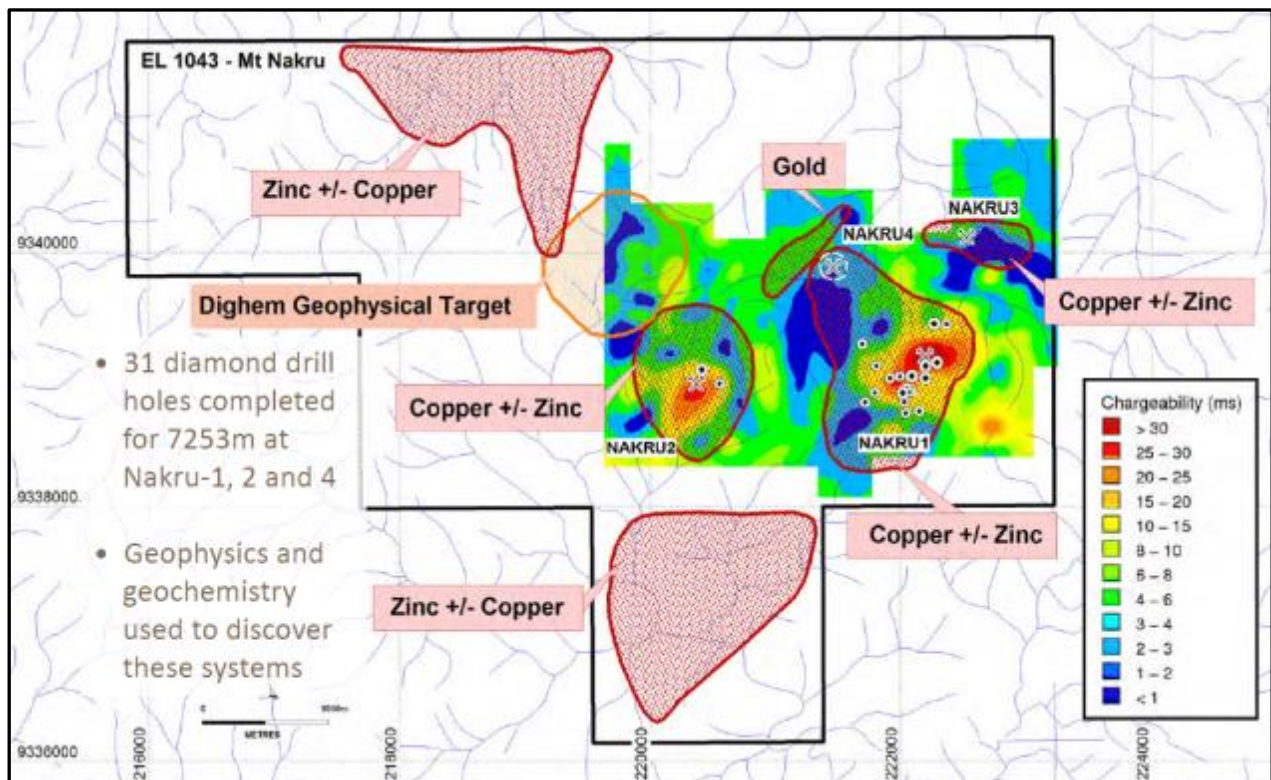 EL 1043 - Mt Nakru
Zinc +/- Copper
Gold
NAKRU3
NAKRU4
9340000
Dighem Geophysical Target
Copper +/- Zinc
• 31 diamond drill
holes completed
for 7253m at
Nakru-1, 2 and 4
Copper +/- Zinc
NAKRU2
NAKRU1
Chargeability (ms)
> 30
25 – 30
20 – 25
15 – 20
10 – 15
8 – 10
6 – 8
4 – 6
3 – 4
2 – 3
1 – 2
< 1
9338000
Copper +/- Zinc
• Geophysics and
geochemistry
used to discover
these systems
Zinc +/- Copper
0
METRES
9336000
216000
218000
220000
222000
224000